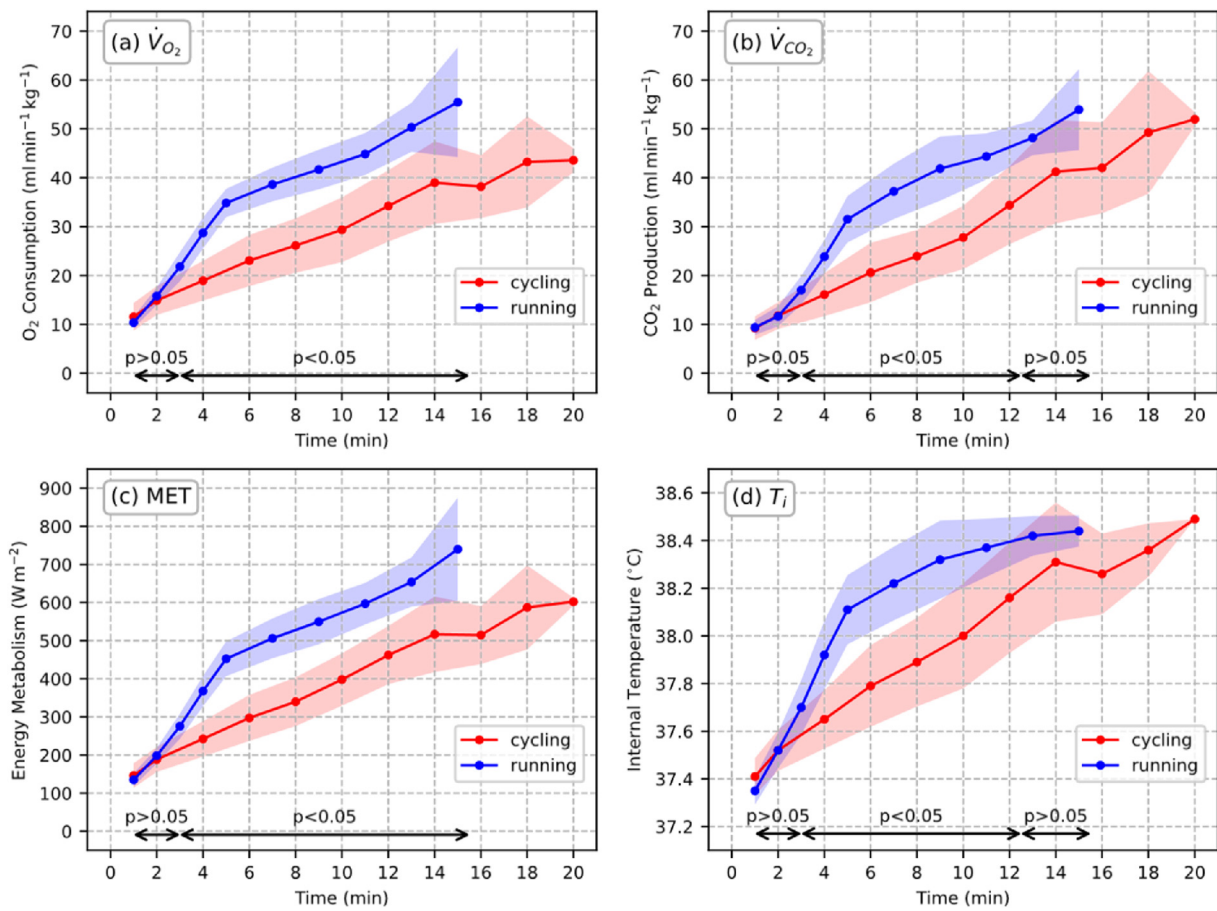 (a) V̇O₂
O₂ Consumption (ml min⁻¹ kg⁻¹)
70
60
50
40
30
20
10
0
cycling
running
p>0.05 p<0.05
0 2 4 6 8 10 12 14 16 18 20
Time (min)
(b) V̇CO₂
CO₂ Production (ml min⁻¹ kg⁻¹)
70
60
50
40
30
20
10
0
cycling
running
p>0.05 p<0.05 p>0.05
0 2 4 6 8 10 12 14 16 18 20
Time (min)
(c) MET
Energy Metabolism (W m⁻²)
900
800
700
600
500
400
300
200
100
0
cycling
running
p>0.05 p<0.05
0 2 4 6 8 10 12 14 16 18 20
Time (min)
(d) Tᵢ
Internal Temperature (°C)
38.6
38.4
38.2
38.0
37.8
37.6
37.4
37.2
cycling
running
p>0.05 p<0.05 p>0.05
0 2 4 6 8 10 12 14 16 18 20
Time (min)